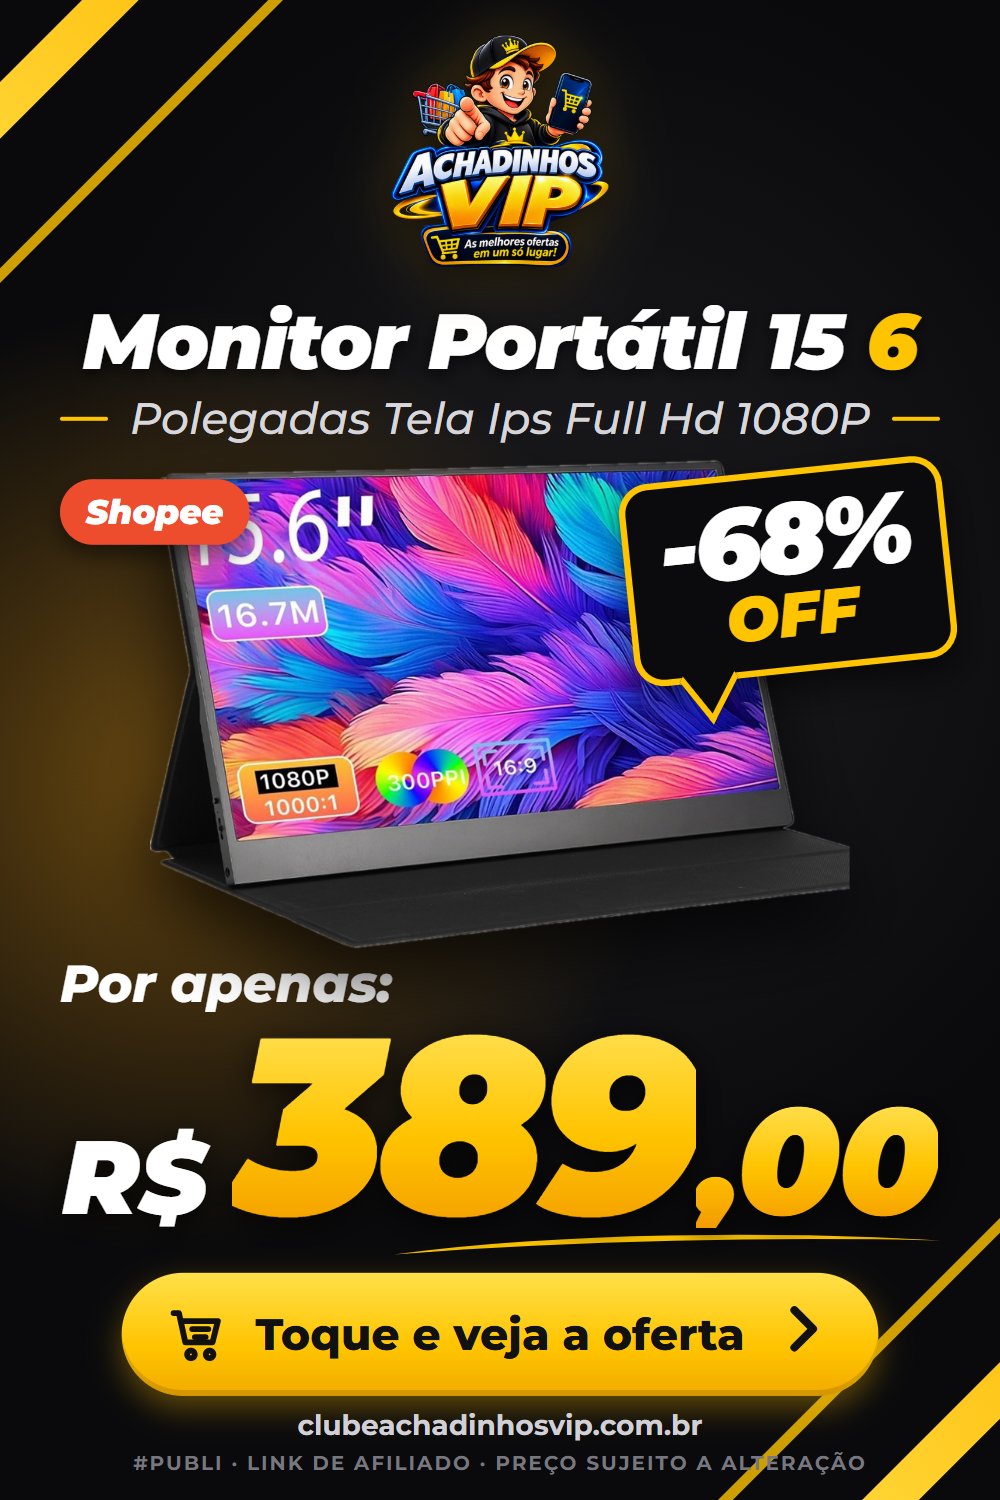 ACHADINHOS
VIP
As melhores ofertas
em um só lugar!
Monitor Portátil 15 6
Polegadas Tela Ips Full Hd 1080P
Shopee
5.6"
-68%
OFF
16.7M
1080P
1000:1
300PPI
16:9
Por apenas:
R$ 389,00
Toque e veja a oferta
clubeachadinhosvip.com.br
#PUBLI · LINK DE AFILIADO · PREÇO SUJEITO A ALTERAÇÃO